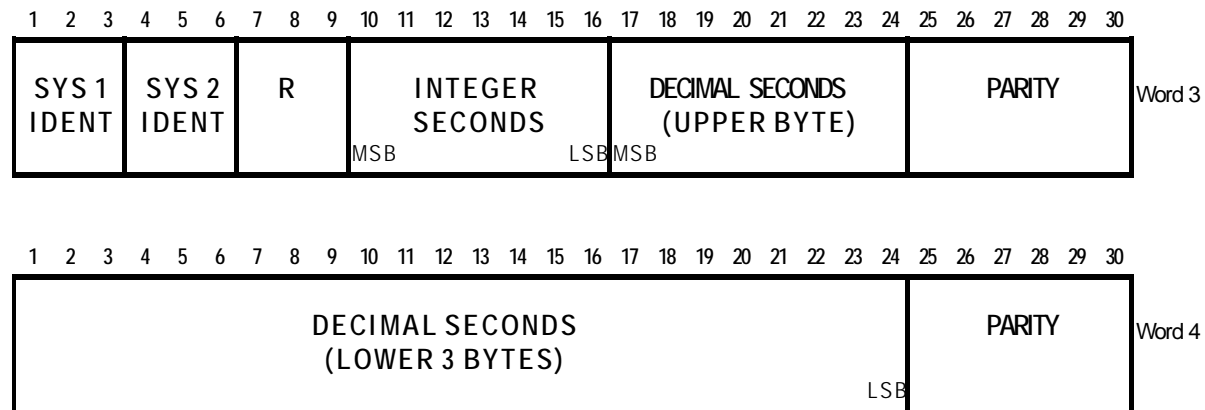 1 2 3 4 5 6 7 8 9 10 11 12 13 14 15 16 17 18 19 20 21 22 23 24 25 26 27 28 29 30
SYS 1 SYS 2 R INTEGER DECIMAL SECONDS PARITY Word 3
IDENT IDENT SECONDS (UPPER BYTE)
MSB LSB MSB
1 2 3 4 5 6 7 8 9 10 11 12 13 14 15 16 17 18 19 20 21 22 23 24 25 26 27 28 29 30
DECIMAL SECONDS PARITY Word 4
(LOWER 3 BYTES)
LSB